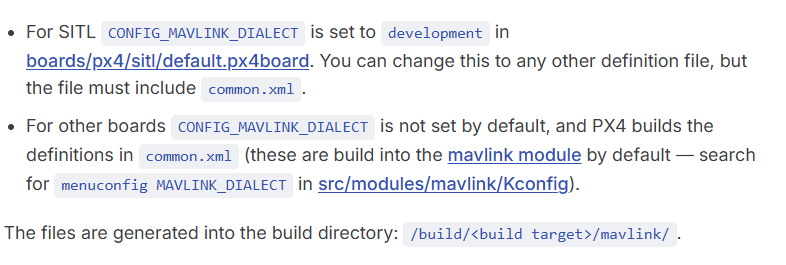 • For SITL CONFIG_MAVLINK_DIALECT is set to development in
boards/px4/sitl/default.px4board. You can change this to any other definition file, but
the file must include common.xml.
• For other boards CONFIG_MAVLINK_DIALECT is not set by default, and PX4 builds the
definitions in common.xml (these are build into the mavlink module by default — search
for menuconfig MAVLINK_DIALECT in src/modules/mavlink/Kconfig).
The files are generated into the build directory: /build/<build target>/mavlink/.